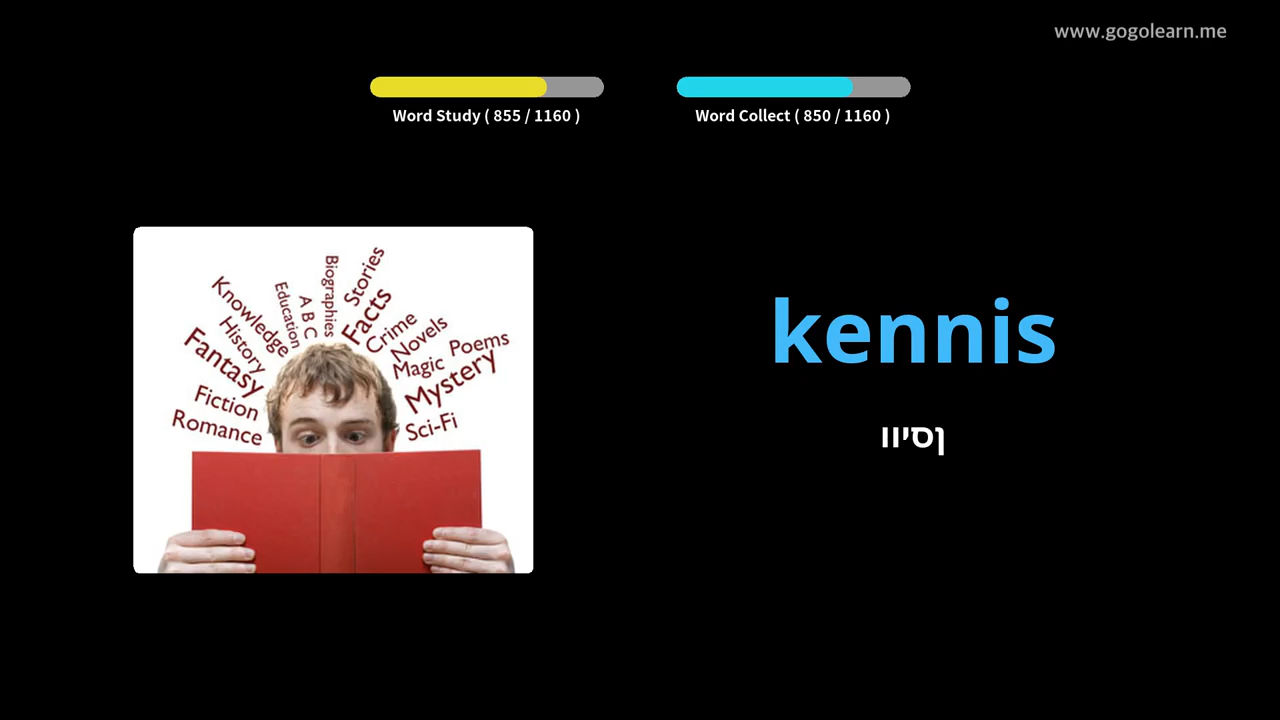 www.gogolearn.me
Word Study ( 855 / 1160 )
Word Collect ( 850 / 1160 )
Knowledge
Education
A B C
Biographies
Stories
Facts
Crime
Novels
Poems
Magic
Mystery
Sci-Fi
History
Fantasy
Fiction
Romance
kennis
וויסן